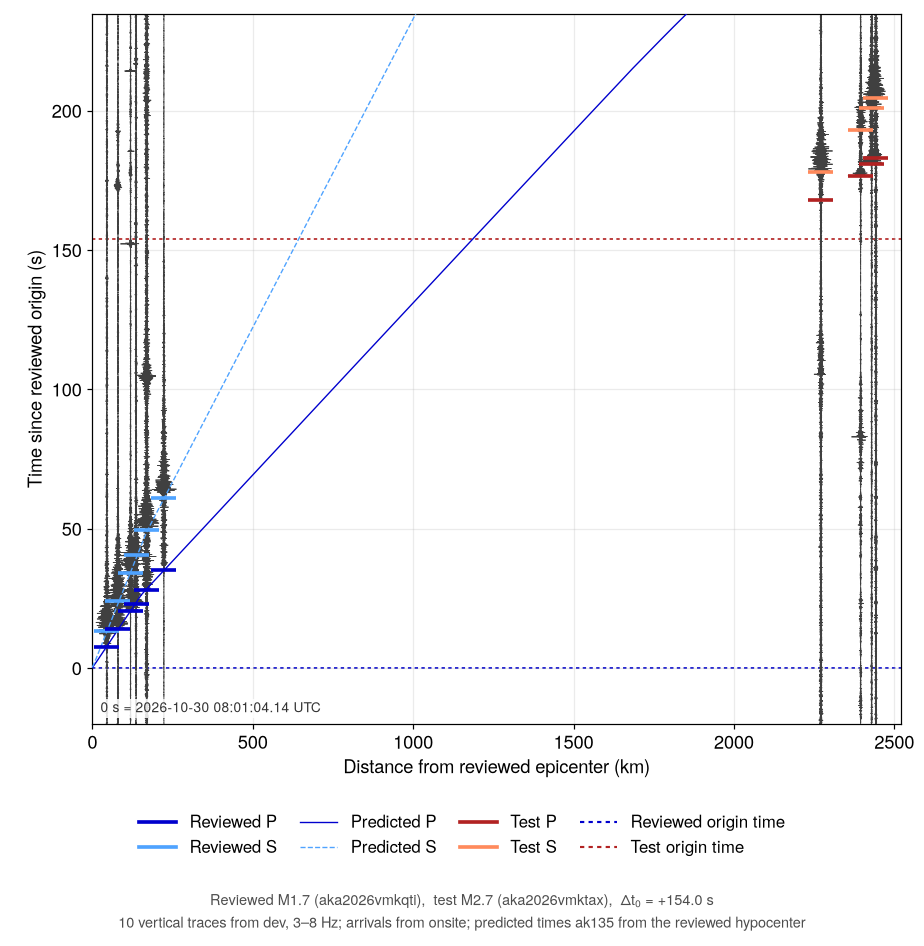 200
150
100
50
0
Time since reviewed origin (s)
0 s = 2026-10-30 08:01:04.14 UTC
0 500 1000 1500 2000 2500
Distance from reviewed epicenter (km)
Reviewed P Predicted P Test P Reviewed origin time
Reviewed S Predicted S Test S Test origin time
Reviewed M1.7 (aka2026vmkqti), test M2.7 (aka2026vmktax), Δt₀ = +154.0 s
10 vertical traces from dev, 3–8 Hz; arrivals from onsite; predicted times ak135 from the reviewed hypocenter